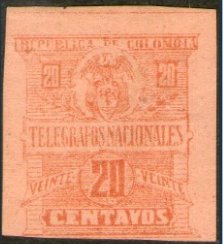 REPUBLICA DE COLOMBIA
20 20
TELEGRAFOS NACIONALES
VEINTE 20 VEINTE
CENTAVOS